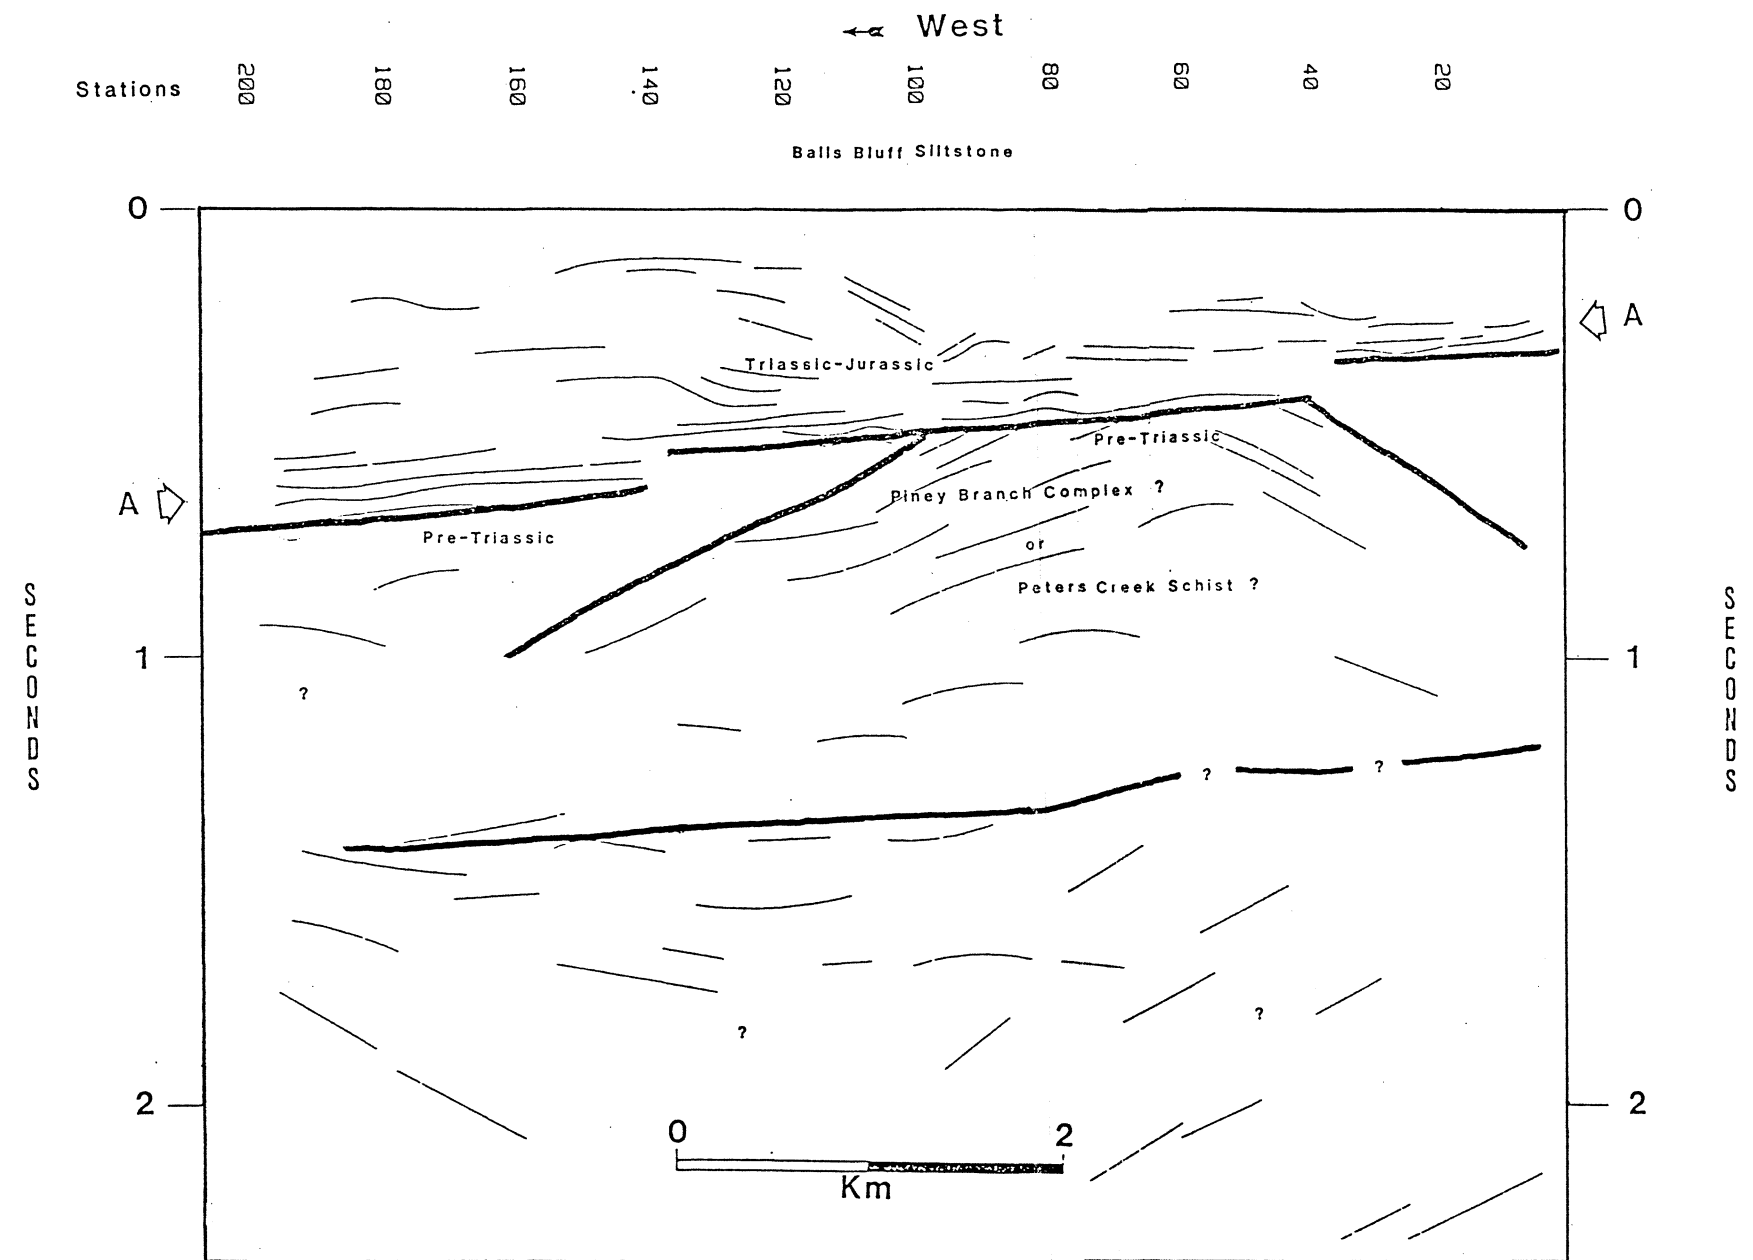 West
Stations 200 180 160 140 120 100 80 60 40 20
Balls Bluff Siltstone
0 0
A
Triassic-Jurassic
Pre-Triassic
Piney Branch Complex ?
A
Pre-Triassic
or
Peters Creek Schist ?
SECONDS SECONDS
1 1
?
? ?
?
?
2 2
0 2
Km